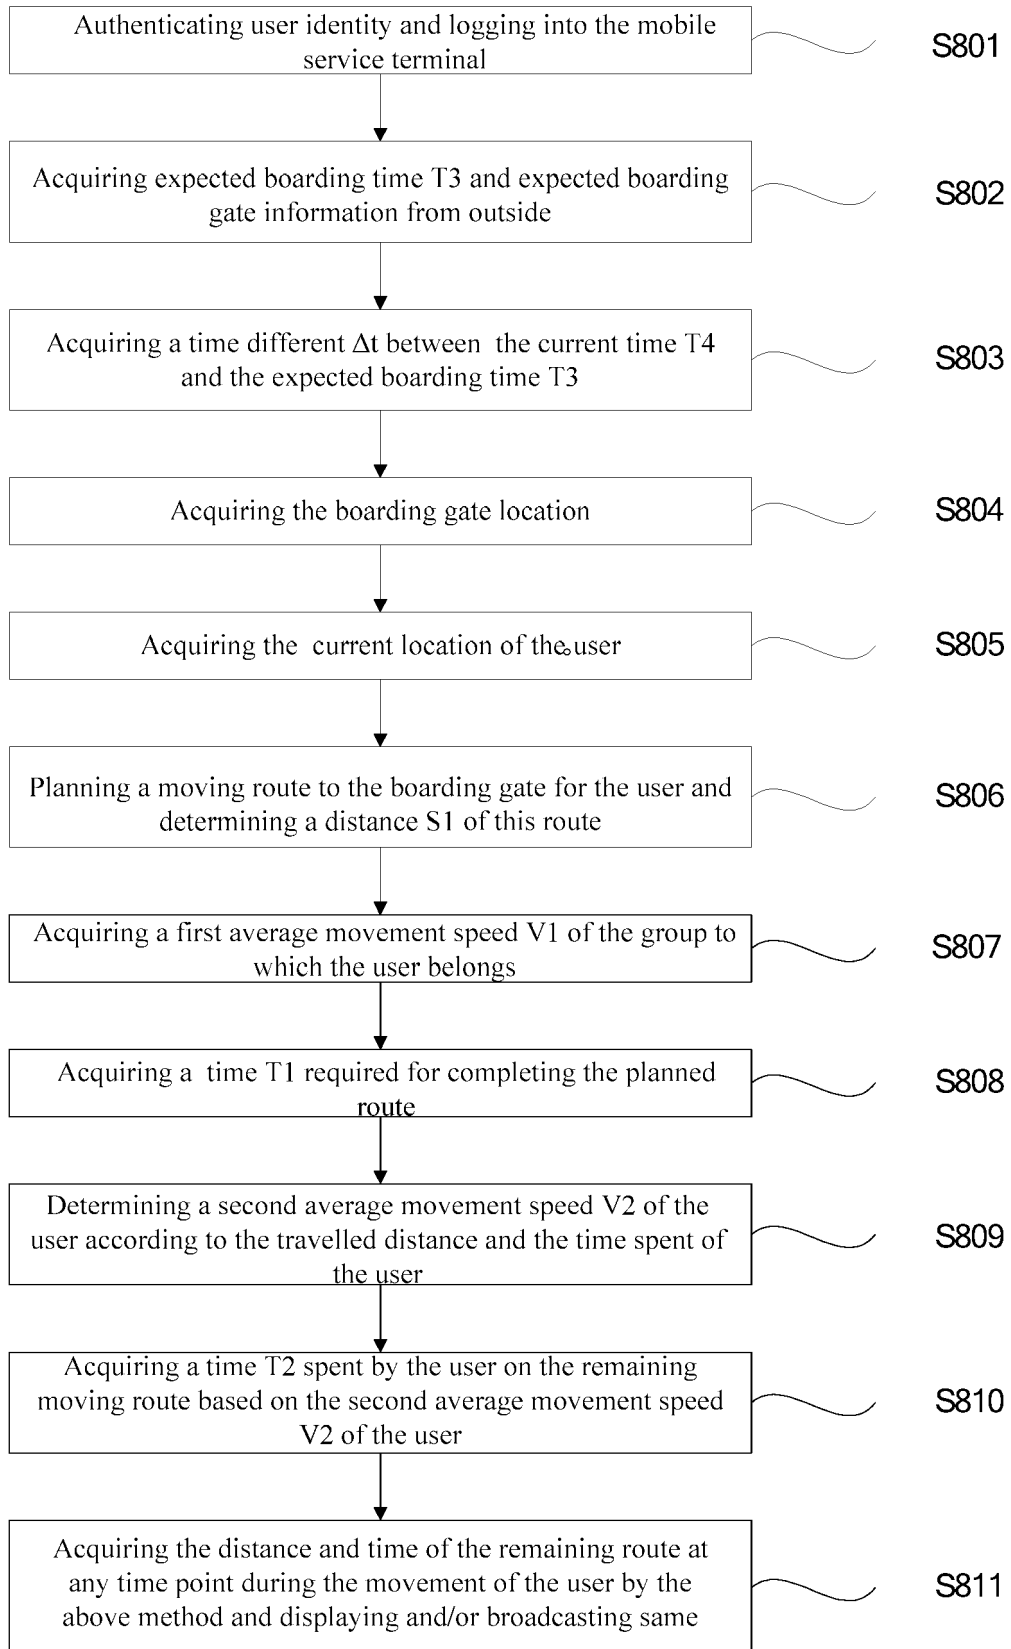 Authenticating user identity and logging into the mobile
service terminal
S801
Acquiring expected boarding time T3 and expected boarding
gate information from outside
S802
Acquiring a time different Δt between the current time T4
and the expected boarding time T3
S803
Acquiring the boarding gate location
S804
Acquiring the current location of the user
S805
Planning a moving route to the boarding gate for the user and
determining a distance S1 of this route
S806
Acquiring a first average movement speed V1 of the group to
which the user belongs
S807
Acquiring a time T1 required for completing the planned
route
S808
Determining a second average movement speed V2 of the
user according to the travelled distance and the time spent of
the user
S809
Acquiring a time T2 spent by the user on the remaining
moving route based on the second average movement speed
V2 of the user
S810
Acquiring the distance and time of the remaining route at
any time point during the movement of the user by the
above method and displaying and/or broadcasting same
S811